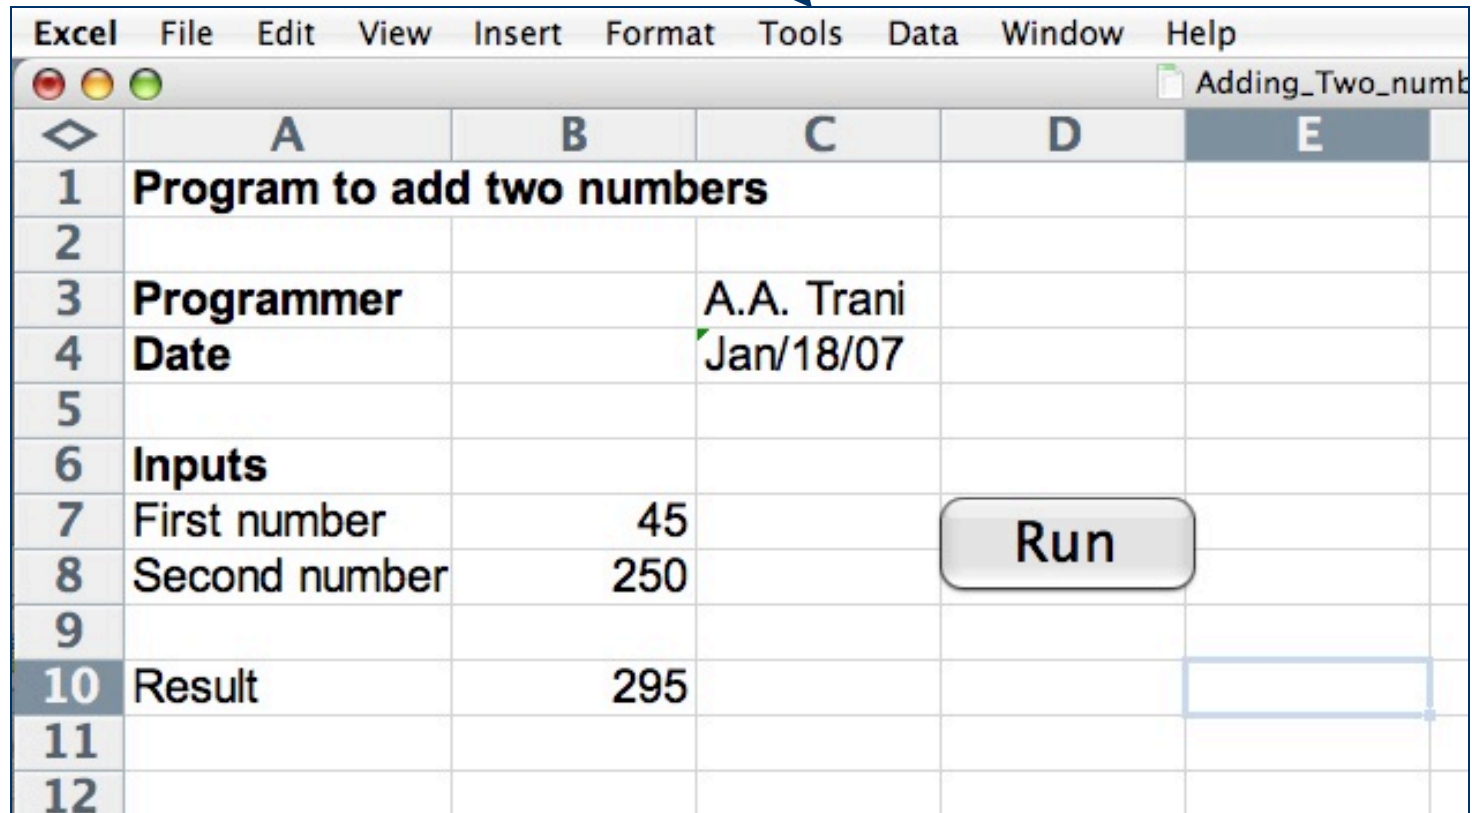 Excel File Edit View Insert Format Tools Data Window Help
Adding_Two_numb
A B C D E
1 Program to add two numbers
2
3 Programmer A.A. Trani
4 Date Jan/18/07
5
6 Inputs
7 First number 45
Run
8 Second number 250
9
10 Result 295
11
12